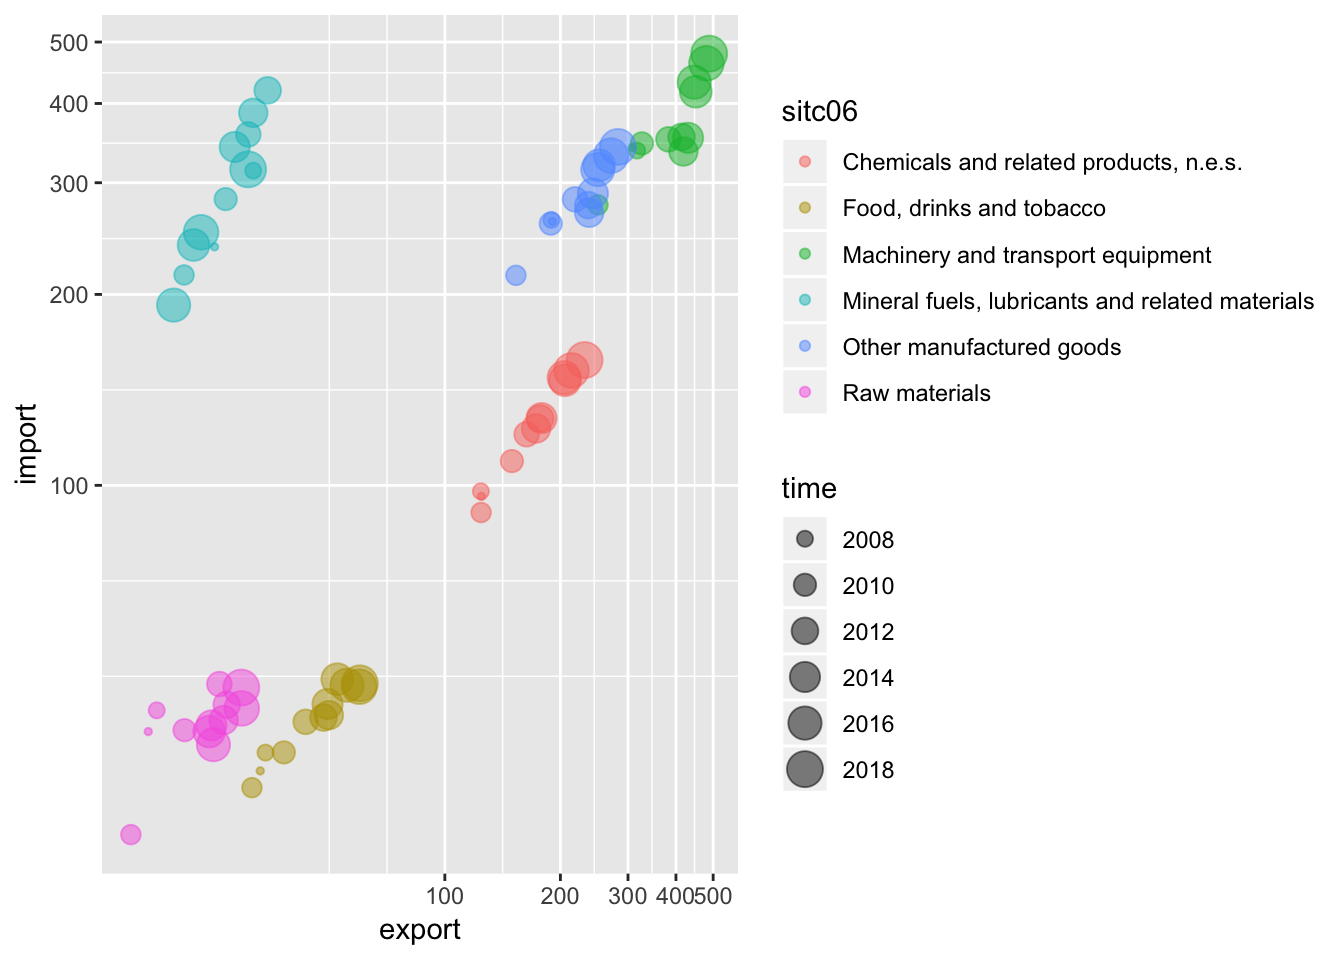 500
400
300
200
100
import
100
200
300
400
500
export
sitc06
Chemicals and related products, n.e.s.
Food, drinks and tobacco
Machinery and transport equipment
Mineral fuels, lubricants and related materials
Other manufactured goods
Raw materials
time
2008
2010
2012
2014
2016
2018